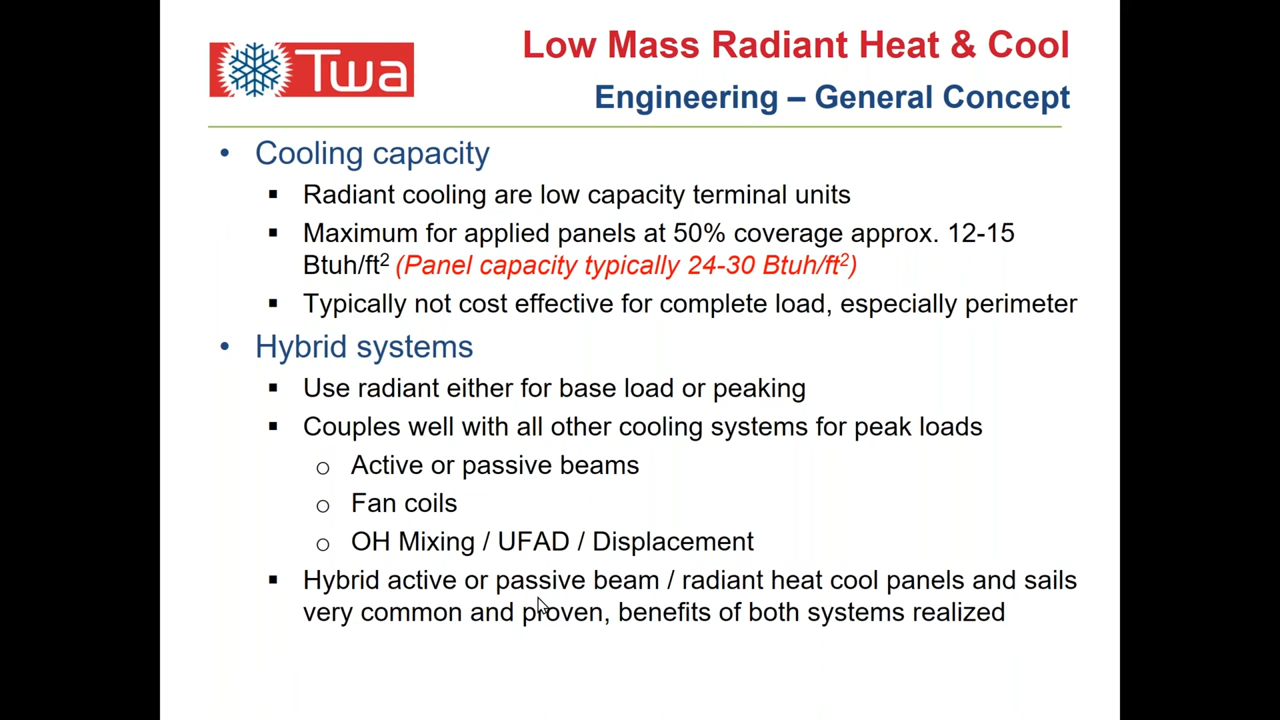 Twa
Low Mass Radiant Heat & Cool
Engineering – General Concept
• Cooling capacity
▪ Radiant cooling are low capacity terminal units
▪ Maximum for applied panels at 50% coverage approx. 12-15
Btuh/ft² (Panel capacity typically 24-30 Btuh/ft²)
▪ Typically not cost effective for complete load, especially perimeter
• Hybrid systems
▪ Use radiant either for base load or peaking
▪ Couples well with all other cooling systems for peak loads
o Active or passive beams
o Fan coils
o OH Mixing / UFAD / Displacement
▪ Hybrid active or passive beam / radiant heat cool panels and sails
very common and proven, benefits of both systems realized